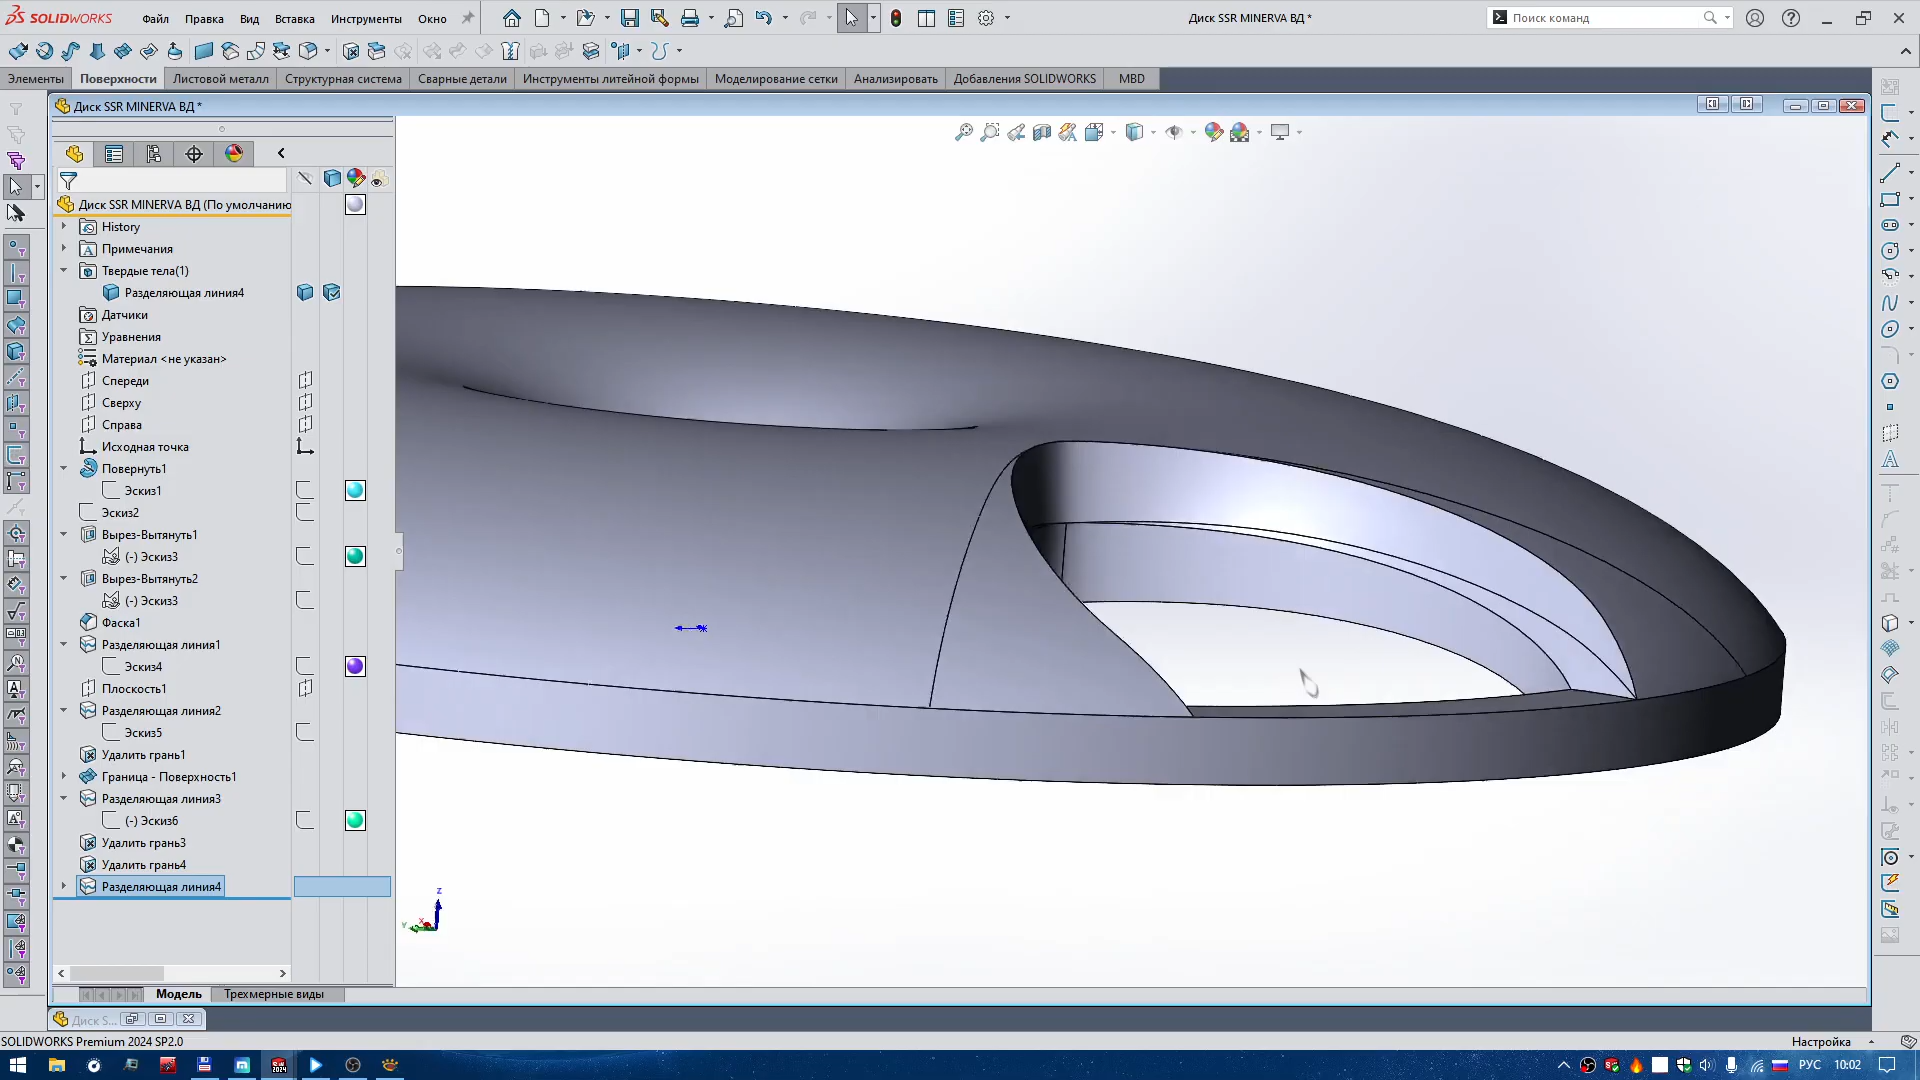 SOLIDWORKS
Файл
Правка
Вид
Вставка
Инструменты
Окно
Диск SSR MINERVA ВД *
Поиск команд
Элементы
Поверхности
Листовой металл
Структурная система
Сварные детали
Инструменты литейной формы
Моделирование сетки
Анализировать
Добавления SOLIDWORKS
MBD
Диск SSR MINERVA ВД *
Диск SSR MINERVA ВД (По умолчанию
History
Примечания
Твердые тела(1)
Разделяющая линия4
Датчики
Уравнения
Материал <не указан>
Спереди
Сверху
Справа
Исходная точка
Повернуть1
Эскиз1
Эскиз2
Вырез-Вытянуть1
(-) Эскиз3
Вырез-Вытянуть2
(-) Эскиз3
Фаска1
Разделяющая линия1
Эскиз4
Плоскость1
Разделяющая линия2
Эскиз5
Удалить грань1
Граница - Поверхность1
Разделяющая линия3
(-) Эскиз6
Удалить грань3
Удалить грань4
Разделяющая линия4
Z
Y
X
Модель
Трехмерные виды
Диск S...
SOLIDWORKS Premium 2024 SP2.0
Настройка
РУС
10:02